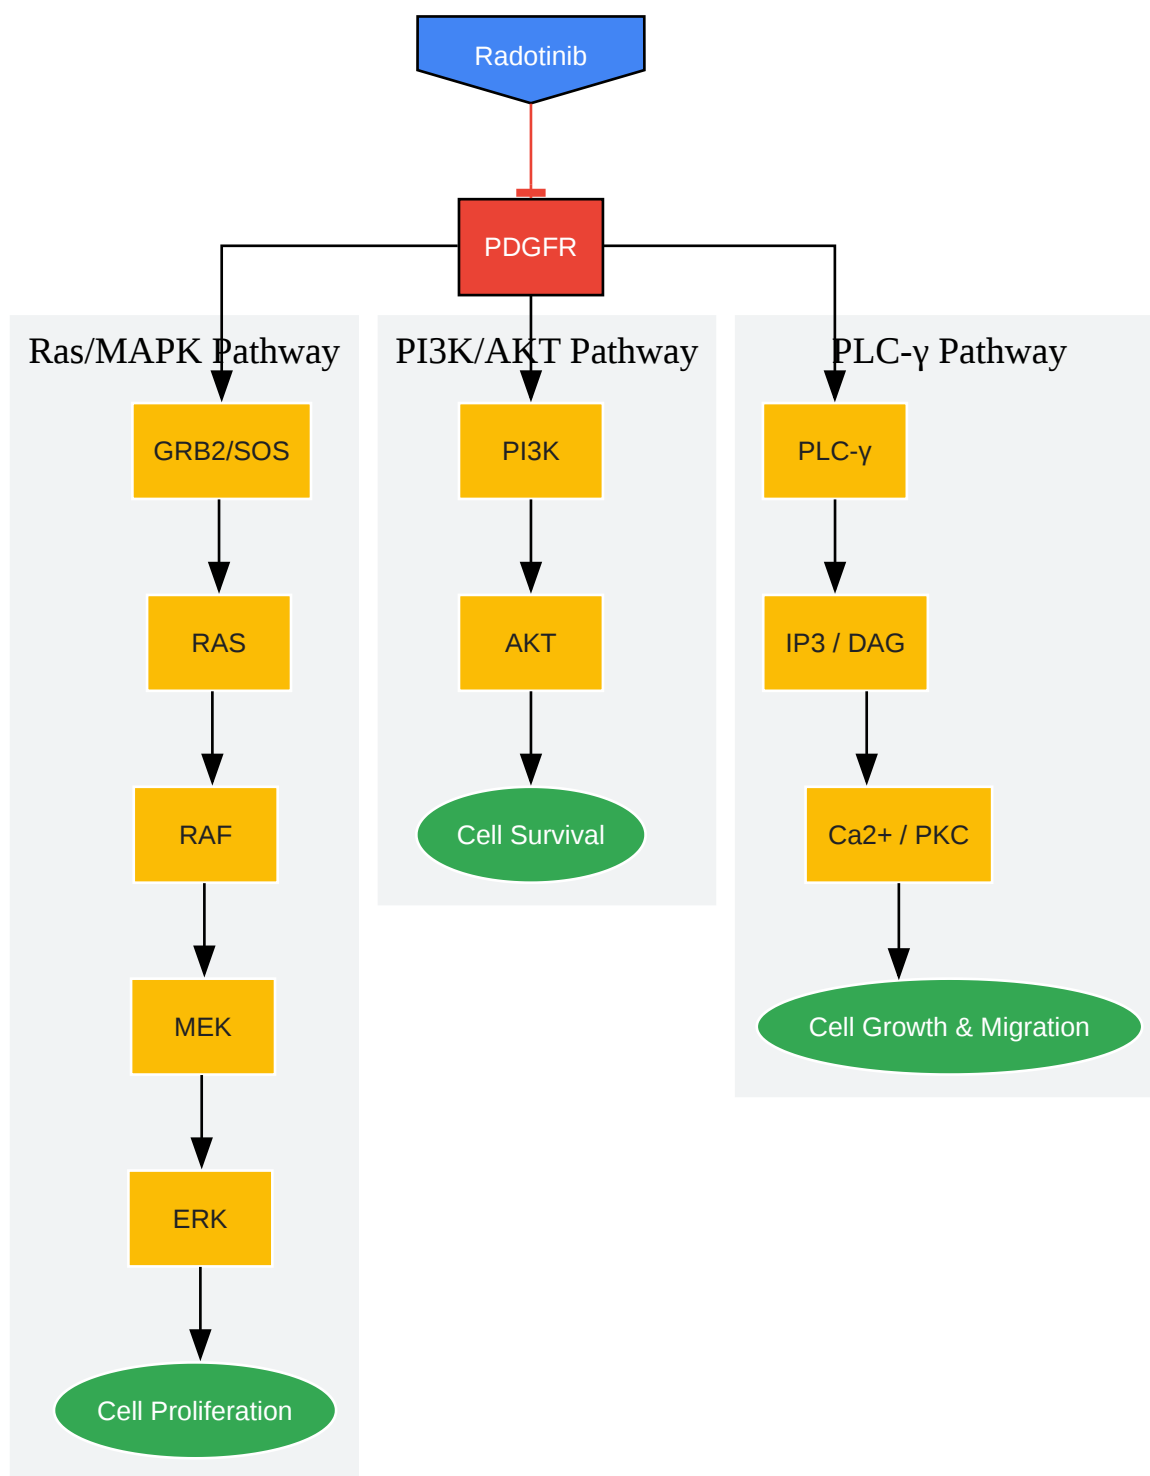 Radotinib
PDGFR
Ras/MAPK Pathway
GRB2/SOS
RAS
RAF
MEK
ERK
Cell Proliferation
PI3K/AKT Pathway
PI3K
AKT
Cell Survival
PLC-γ Pathway
PLC-γ
IP3 / DAG
Ca2+ / PKC
Cell Growth & Migration